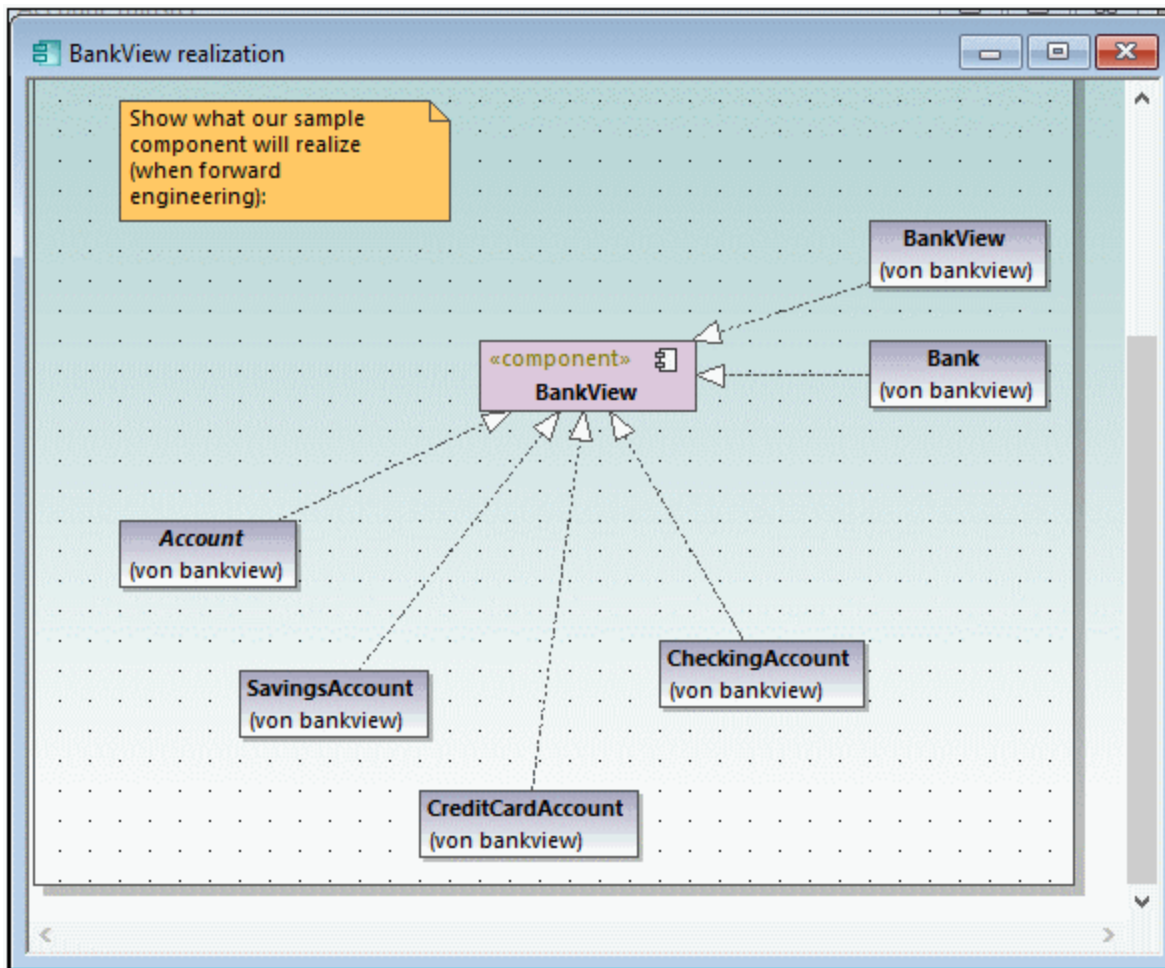 BankView realization
Show what our sample
component will realize
(when forward
engineering):
BankView
(von bankview)
«component»
BankView
Bank
(von bankview)
Account
(von bankview)
CheckingAccount
(von bankview)
SavingsAccount
(von bankview)
CreditCardAccount
(von bankview)